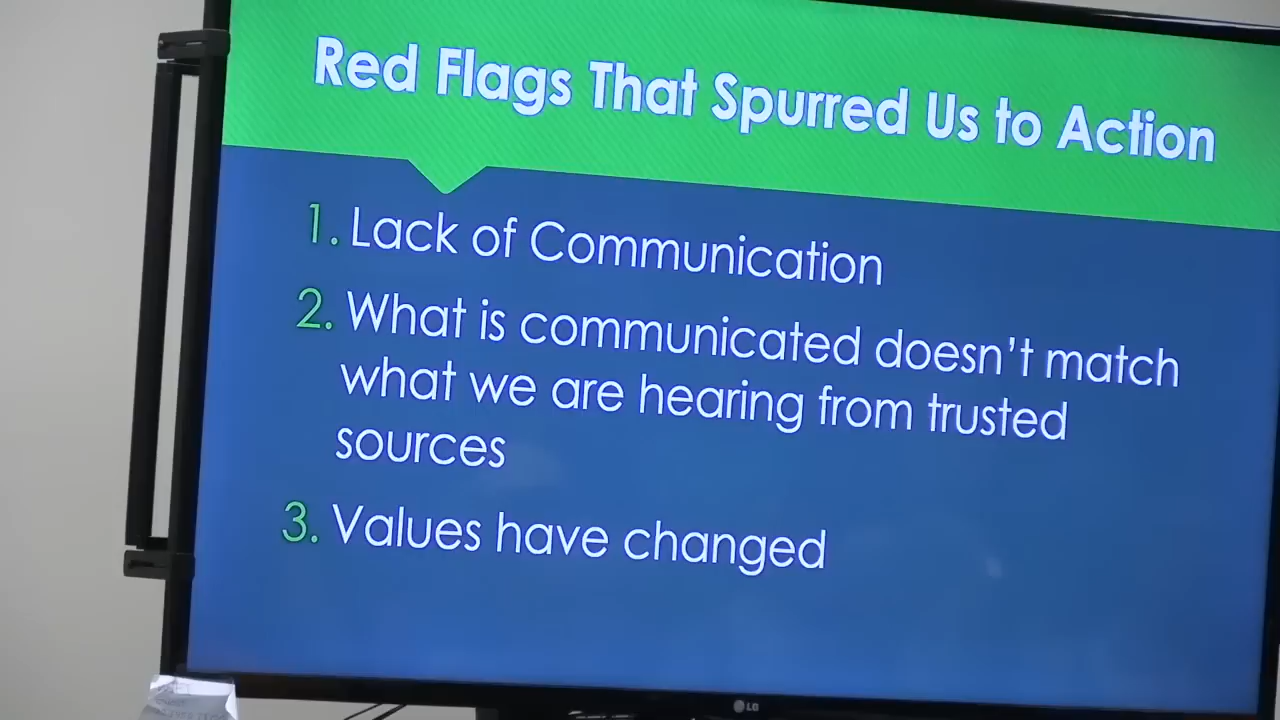 Red Flags That Spurred Us to Action
1. Lack of Communication
2. What is communicated doesn't match
what we are hearing from trusted
sources
3. Values have changed
LG